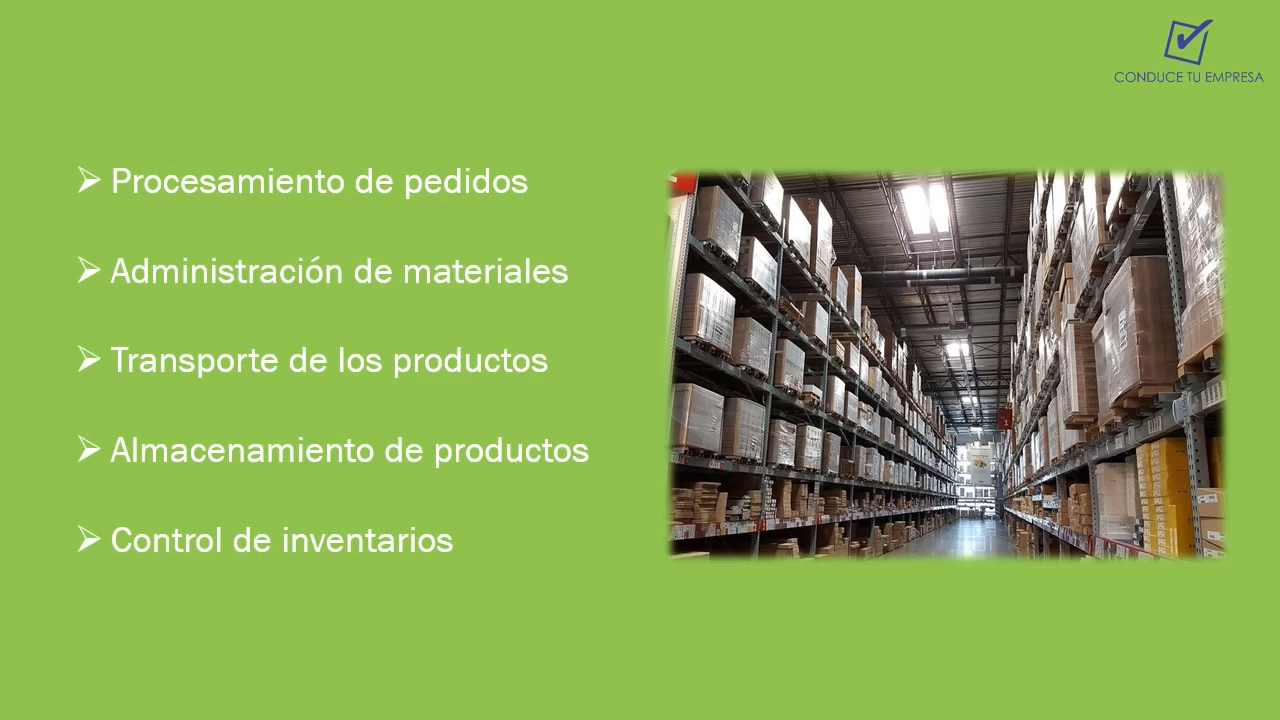 CONDUCE TU EMPRESA
Procesamiento de pedidos
Administración de materiales
Transporte de los productos
Almacenamiento de productos
Control de inventarios